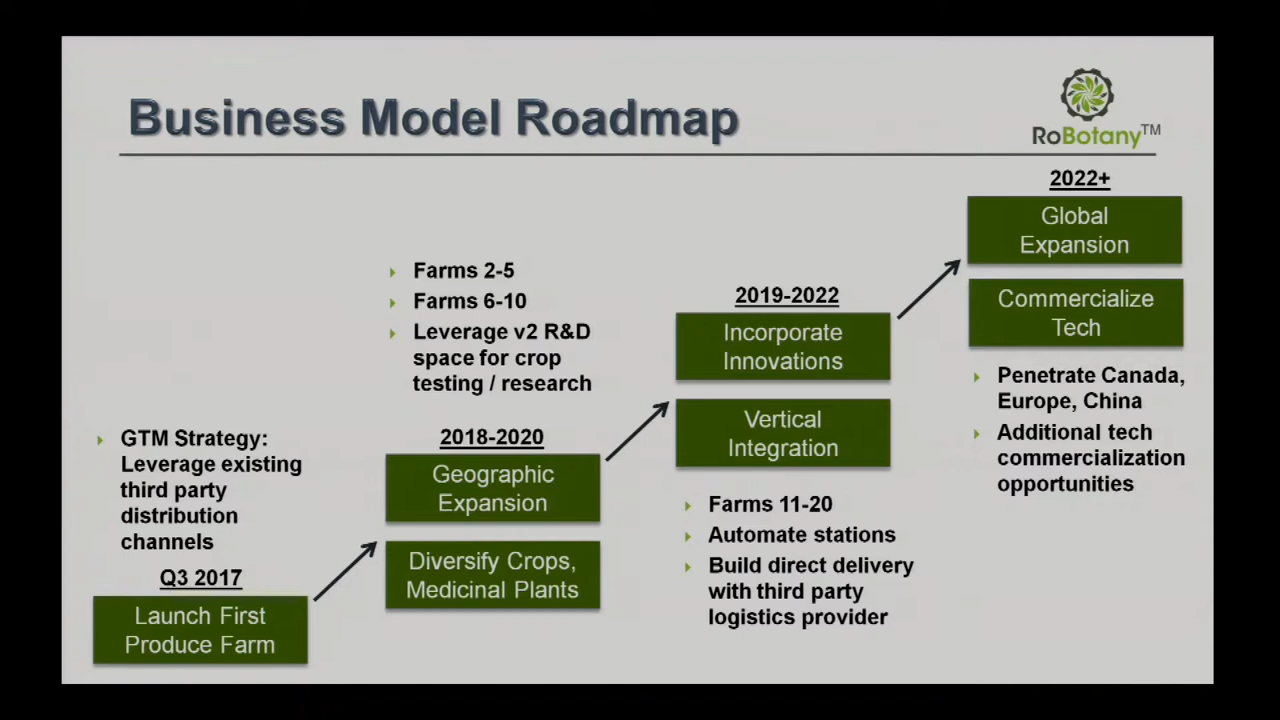 Business Model Roadmap
RoBotany™
GTM Strategy:
Leverage existing
third party
distribution
channels
Q3 2017
Launch First
Produce Farm
Farms 2-5
Farms 6-10
Leverage v2 R&D
space for crop
testing / research
2018-2020
Geographic
Expansion
Diversify Crops,
Medicinal Plants
2019-2022
Incorporate
Innovations
Vertical
Integration
Farms 11-20
Automate stations
Build direct delivery
with third party
logistics provider
2022+
Global
Expansion
Commercialize
Tech
Penetrate Canada,
Europe, China
Additional tech
commercialization
opportunities